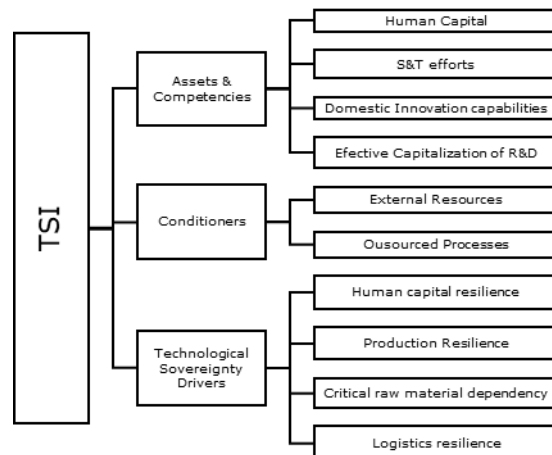 TSI
Assets &
Competencies
Human Capital
S&T efforts
Domestic Innovation capabilities
Efective Capitalization of R&D
Conditioners
External Resources
Ousourced Processes
Technological
Sovereignty
Drivers
Human capital resilience
Production Resilience
Critical raw material dependency
Logistics resilience